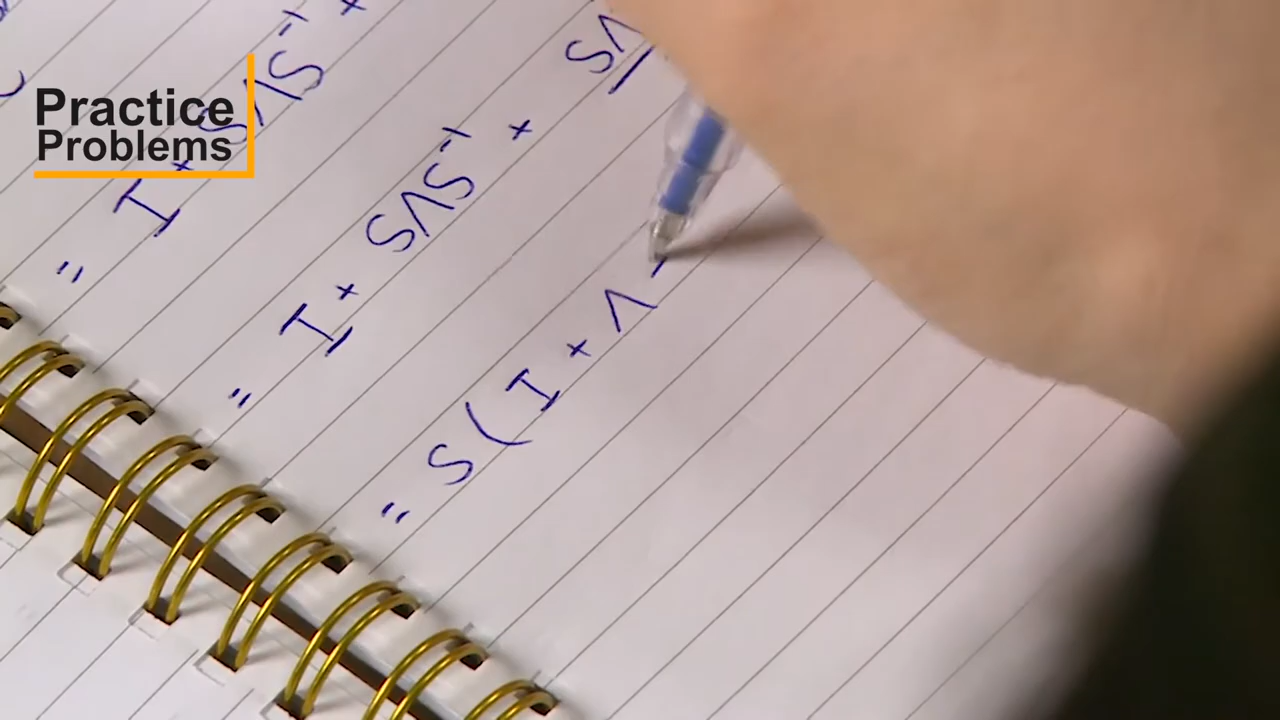 Practice
Problems
= I + SΛS⁻¹ +
= I + SΛS⁻¹ + SΛ
= S(I + Λ